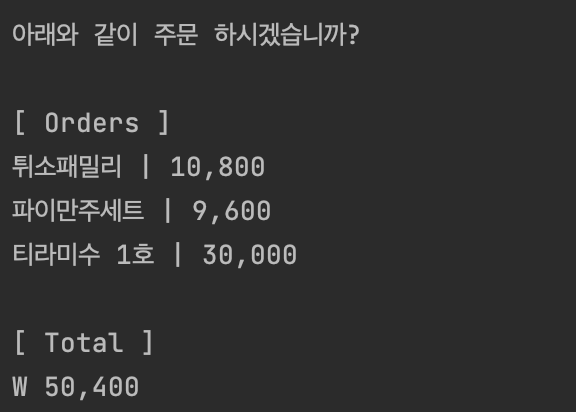 아래와 같이 주문 하시겠습니까?
[ Orders ]
튀소패밀리 | 10,800
파이만주세트 | 9,600
티라미수 1호 | 30,000
[ Total ]
W 50,400